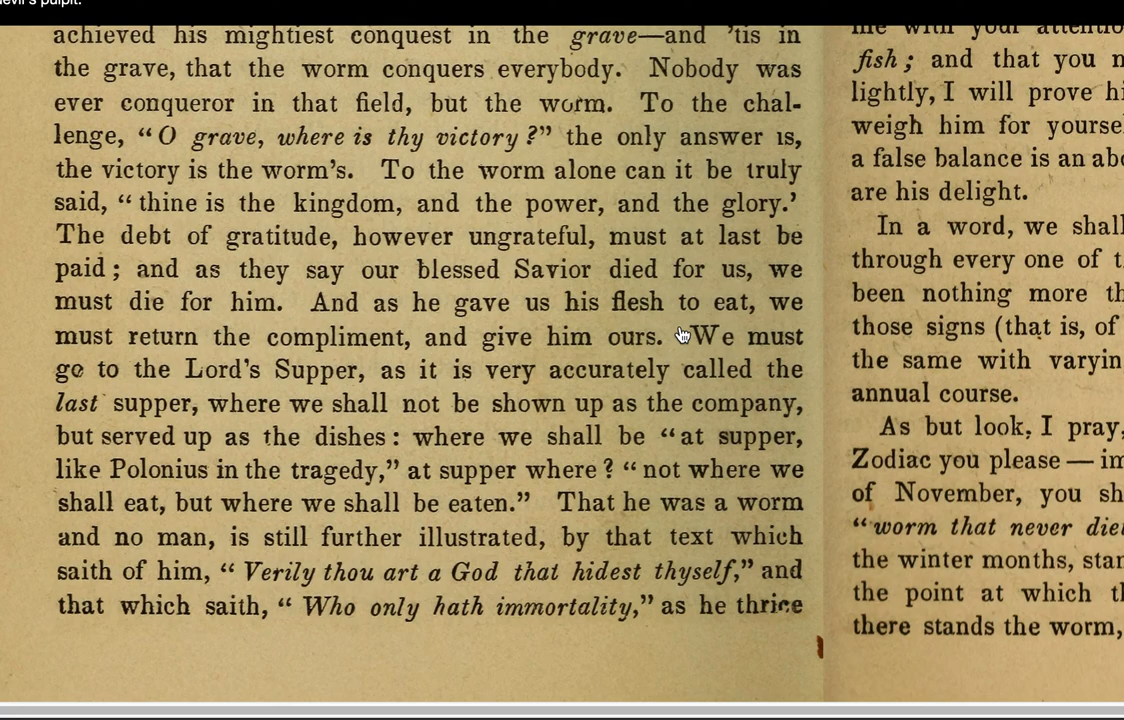 devil's pulpit.
achieved his mightiest conquest in the grave—and 'tis in
the grave, that the worm conquers everybody. Nobody was
ever conqueror in that field, but the worm. To the chal-
lenge, “O grave, where is thy victory?” the only answer is,
the victory is the worm's. To the worm alone can it be truly
said, “thine is the kingdom, and the power, and the glory.’
The debt of gratitude, however ungrateful, must at last be
paid; and as they say our blessed Savior died for us, we
must die for him. And as he gave us his flesh to eat, we
must return the compliment, and give him ours. We must
go to the Lord's Supper, as it is very accurately called the
last supper, where we shall not be shown up as the company,
but served up as the dishes: where we shall be “at supper,
like Polonius in the tragedy,” at supper where? “not where we
shall eat, but where we shall be eaten.” That he was a worm
and no man, is still further illustrated, by that text which
saith of him, “Verily thou art a God that hidest thyself,” and
that which saith, “Who only hath immortality,” as he thrice
me with your
fish; and that you
lightly, I will prove
weigh him for
a false balance is an
are his delight.
In a word, we shall
through every one of
been nothing more
those signs (that is, of
the same with
annual course.
As but look, I pray,
Zodiac you please —
of November, you
“worm that never
the winter months,
the point at which
there stands the worm,